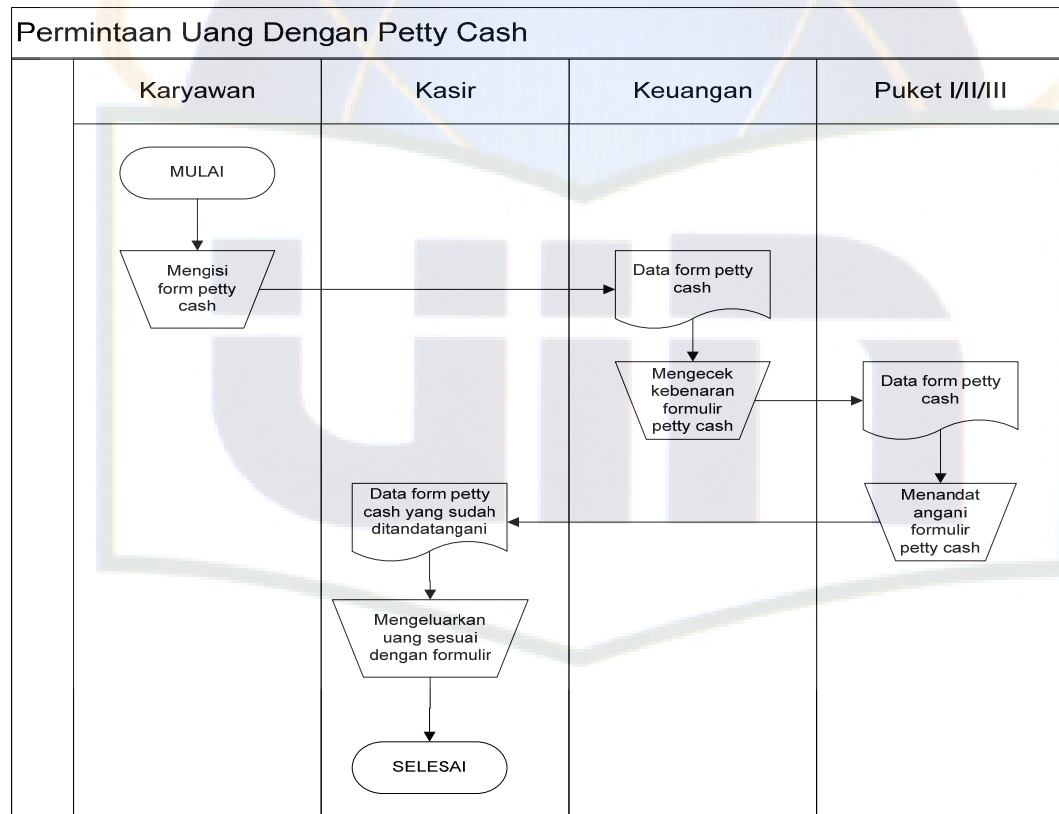 Permintaan Uang Dengan Petty Cash
Karyawan
Kasir
Keuangan
Puket I/II/III
MULAI
Mengisi
form petty
cash
Data form petty
cash
Mengecek
kebenaran
formulir
petty cash
Data form petty
cash
Menandat
angani
formulir
petty cash
Data form petty
cash yang sudah
ditandatangani
Mengeluarkan
uang sesuai
dengan formulir
SELESAI
uin